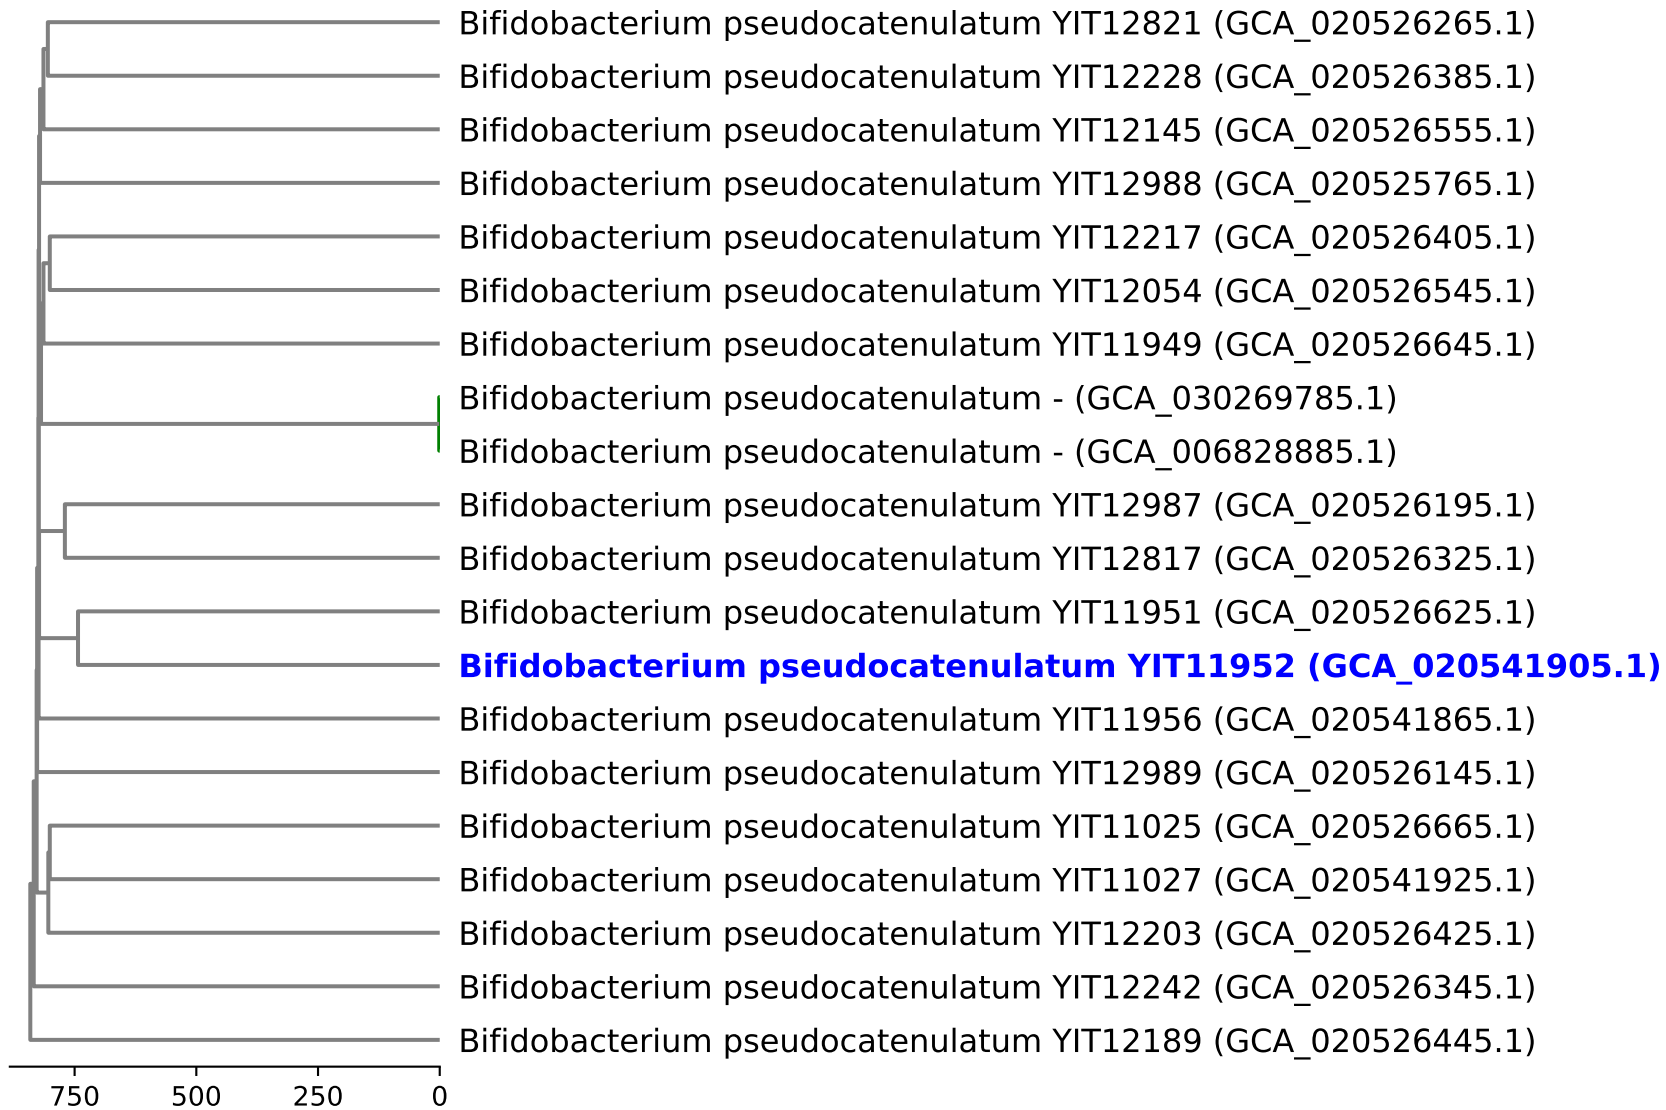 Bifidobacterium pseudocatenulatum YIT12821 (GCA_020526265.1)
Bifidobacterium pseudocatenulatum YIT12228 (GCA_020526385.1)
Bifidobacterium pseudocatenulatum YIT12145 (GCA_020526555.1)
Bifidobacterium pseudocatenulatum YIT12988 (GCA_020525765.1)
Bifidobacterium pseudocatenulatum YIT12217 (GCA_020526405.1)
Bifidobacterium pseudocatenulatum YIT12054 (GCA_020526545.1)
Bifidobacterium pseudocatenulatum YIT11949 (GCA_020526645.1)
Bifidobacterium pseudocatenulatum - (GCA_030269785.1)
Bifidobacterium pseudocatenulatum - (GCA_006828885.1)
Bifidobacterium pseudocatenulatum YIT12987 (GCA_020526195.1)
Bifidobacterium pseudocatenulatum YIT12817 (GCA_020526325.1)
Bifidobacterium pseudocatenulatum YIT11951 (GCA_020526625.1)
Bifidobacterium pseudocatenulatum YIT11952 (GCA_020541905.1)
Bifidobacterium pseudocatenulatum YIT11956 (GCA_020541865.1)
Bifidobacterium pseudocatenulatum YIT12989 (GCA_020526145.1)
Bifidobacterium pseudocatenulatum YIT11025 (GCA_020526665.1)
Bifidobacterium pseudocatenulatum YIT11027 (GCA_020541925.1)
Bifidobacterium pseudocatenulatum YIT12203 (GCA_020526425.1)
Bifidobacterium pseudocatenulatum YIT12242 (GCA_020526345.1)
Bifidobacterium pseudocatenulatum YIT12189 (GCA_020526445.1)
750 500 250 0